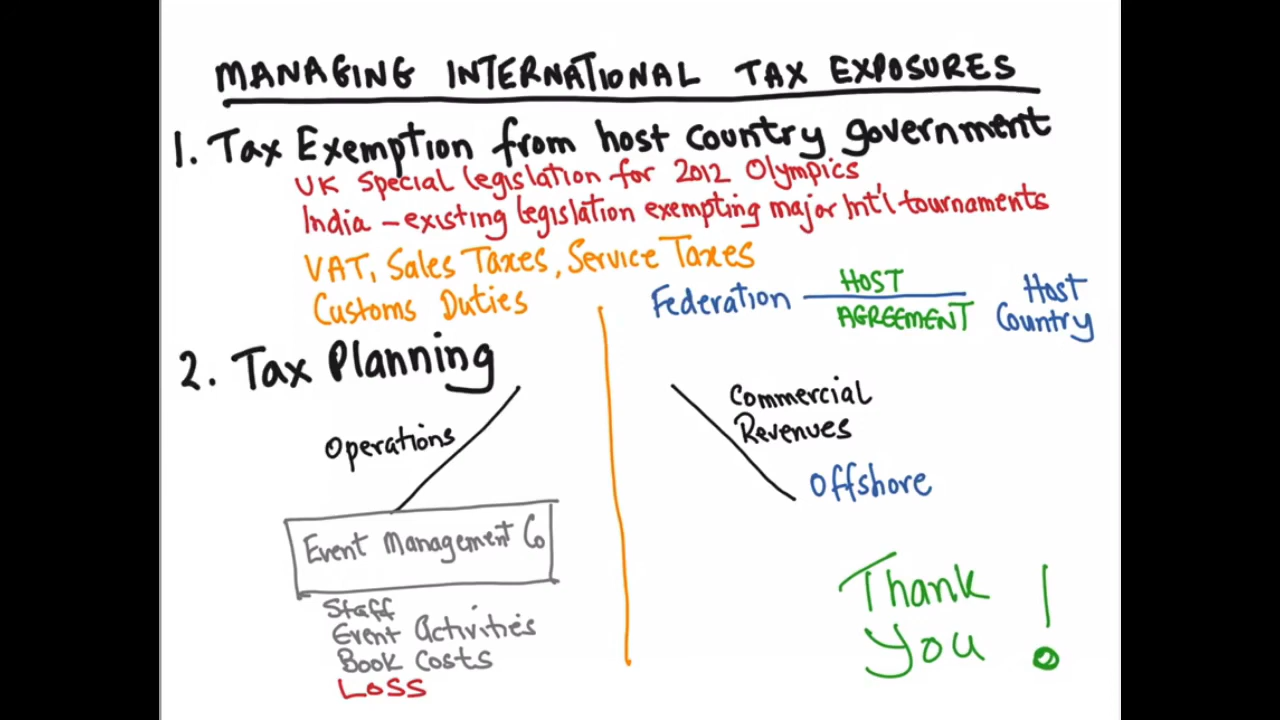 MANAGING INTERNATIONAL TAX EXPOSURES
1. Tax Exemption from host country government
UK Special legislation for 2012 Olympics
India - existing legislation exempting major Int'l tournaments
VAT, Sales Taxes, Service Taxes
Customs Duties
Federation HOST AGREEMENT Host Country
2. Tax Planning
Operations
Event Management Co
Staff
Event Activities
Book Costs
LOSS
Commercial
Revenues
Offshore
Thank
You !